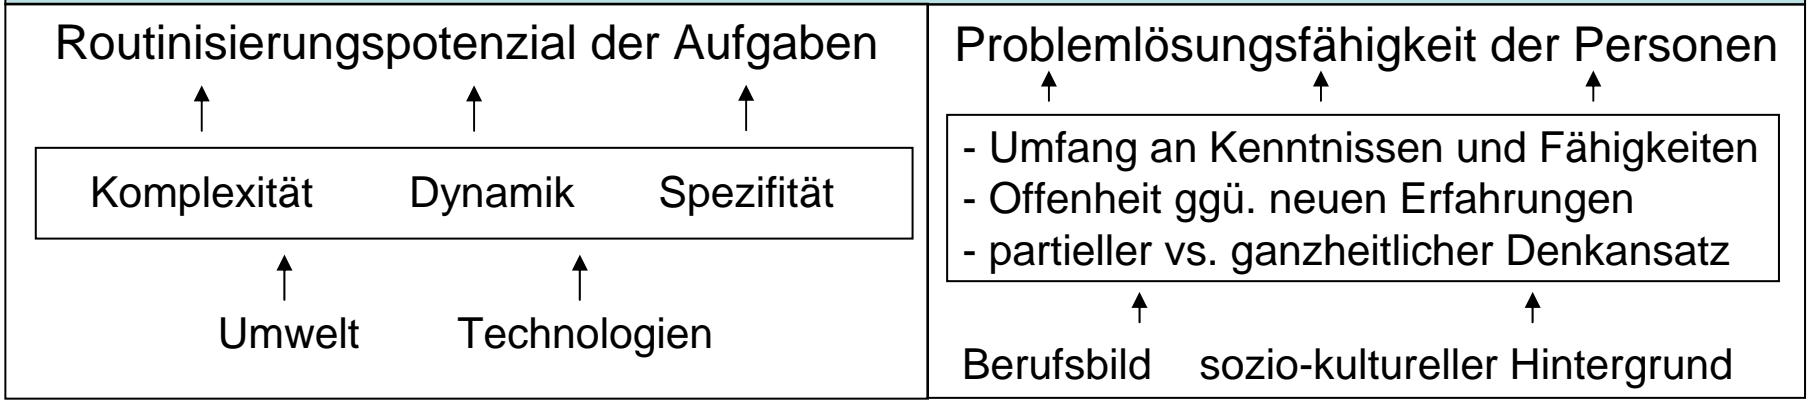 Routinisierungspotenzial der Aufgaben
Komplexität Dynamik Spezifität
Umwelt Technologien
Problemlösungsfähigkeit der Personen
- Umfang an Kenntnissen und Fähigkeiten
- Offenheit ggü. neuen Erfahrungen
- partieller vs. ganzheitlicher Denkansatz
Berufsbild sozio-kultureller Hintergrund